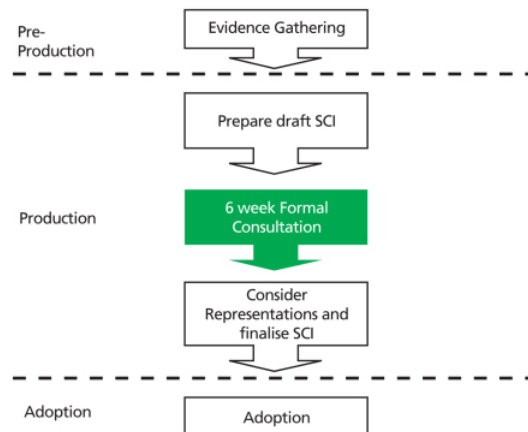 Pre-
Production
Evidence Gathering
Prepare draft SCI
Production
6 week Formal
Consultation
Consider
Representations and
finalise SCI
Adoption
Adoption